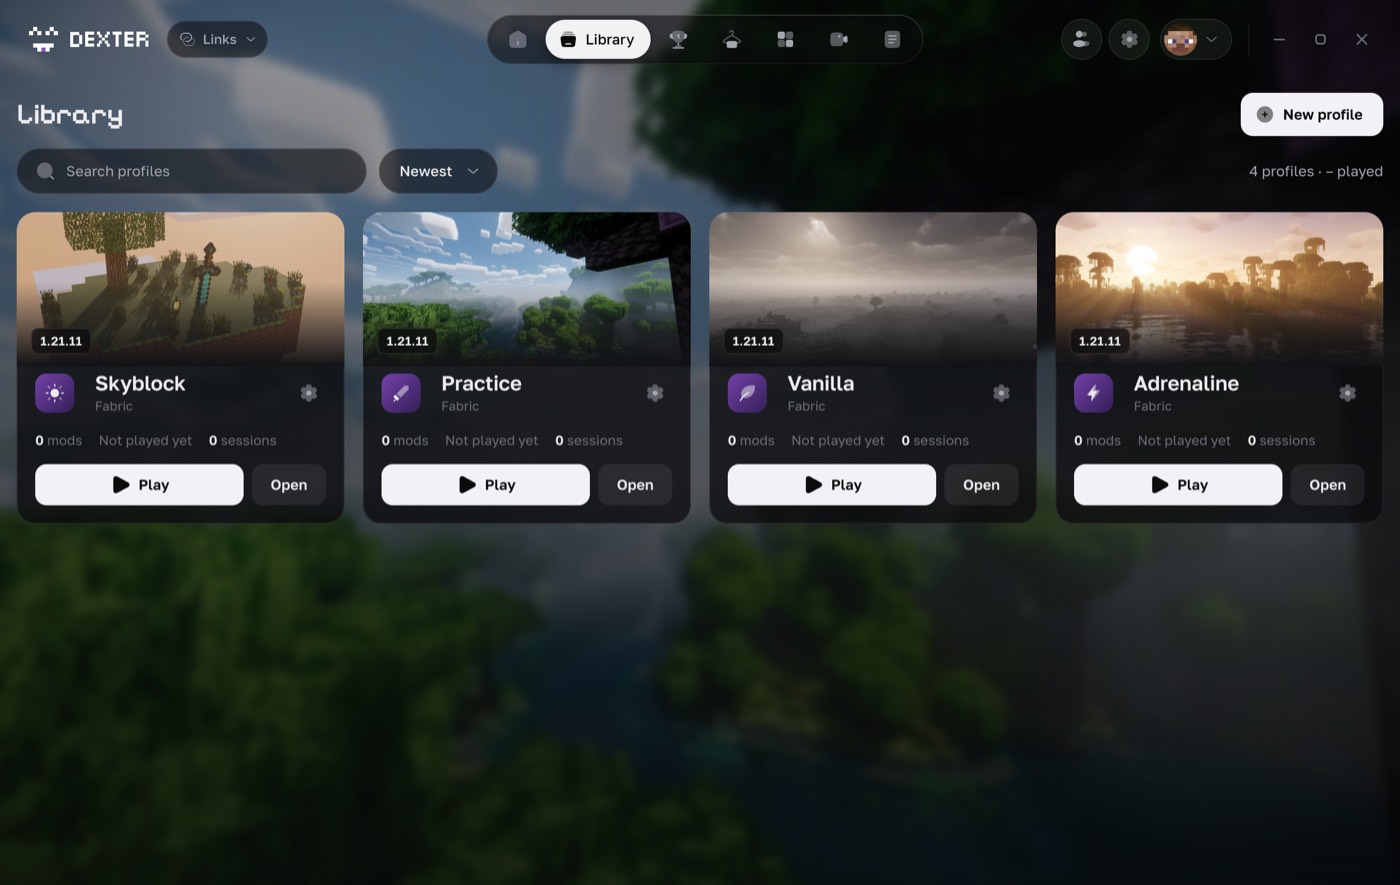 DEXTER
Links
Library
Library
New profile
Search profiles
Newest
4 profiles · – played
1.21.11
Skyblock
Fabric
0 mods Not played yet 0 sessions
Play
Open
1.21.11
Practice
Fabric
0 mods Not played yet 0 sessions
Play
Open
1.21.11
Vanilla
Fabric
0 mods Not played yet 0 sessions
Play
Open
1.21.11
Adrenaline
Fabric
0 mods Not played yet 0 sessions
Play
Open